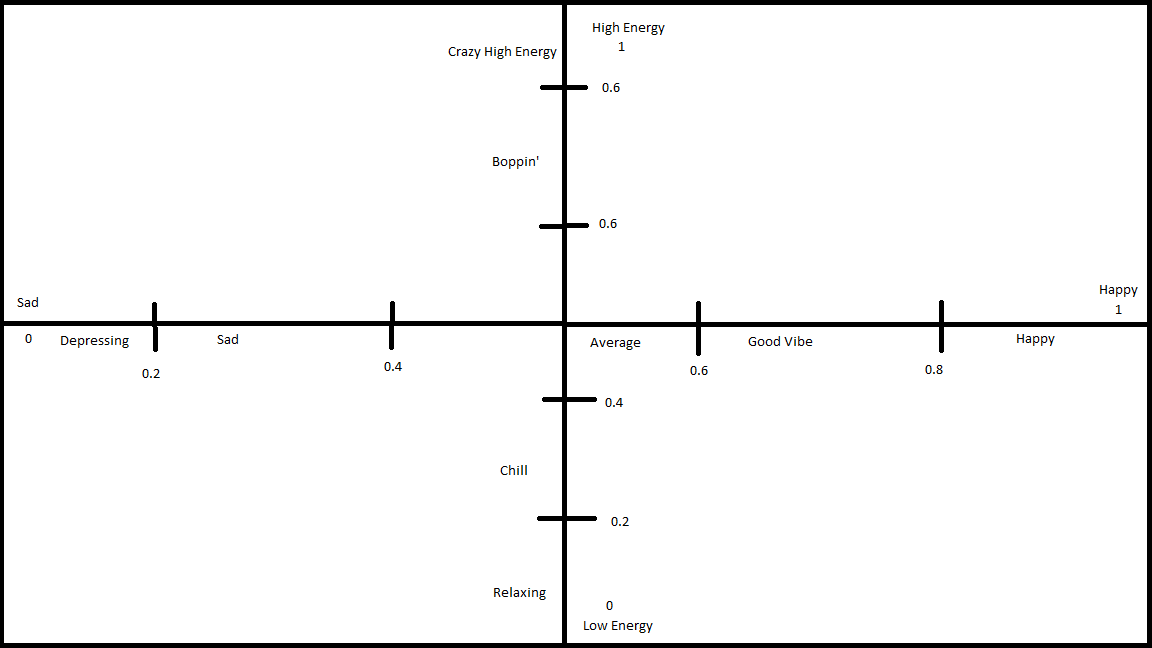 High Energy
1
Crazy High Energy
0.6
Boppin'
0.6
Sad
Happy
1
0
Depressing
Sad
Average
Good Vibe
Happy
0.2
0.4
0.6
0.8
0.4
Chill
0.2
Relaxing
0
Low Energy